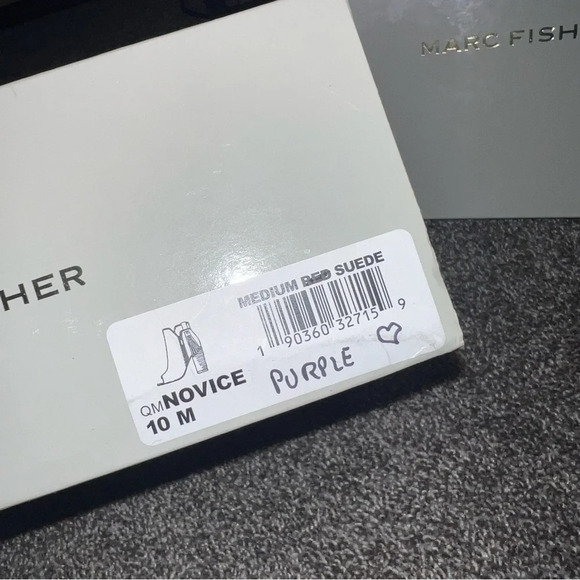 MARC FISH
HER
MEDIUM RED SUEDE
1 90360 32715 9
QMNOVICE
10 M
PURPLE ♡